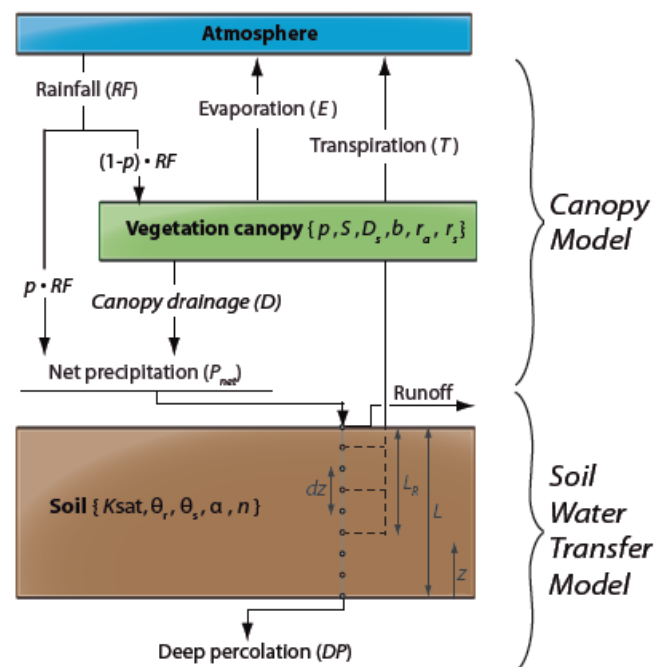 Atmosphere
Rainfall (RF)
Evaporation (E)
Transpiration (T)
(1-p) • RF
Canopy
Model
Vegetation canopy { p , S , Dₛ , b , rₐ , rₛ }
p • RF
Canopy drainage (D)
Net precipitation (Pₙₑₜ)
Runoff
Soil
Water
Transfer
Model
dz
L_R
L
Soil { Ksat, θᵣ , θₛ , α , n }
z
Deep percolation (DP)